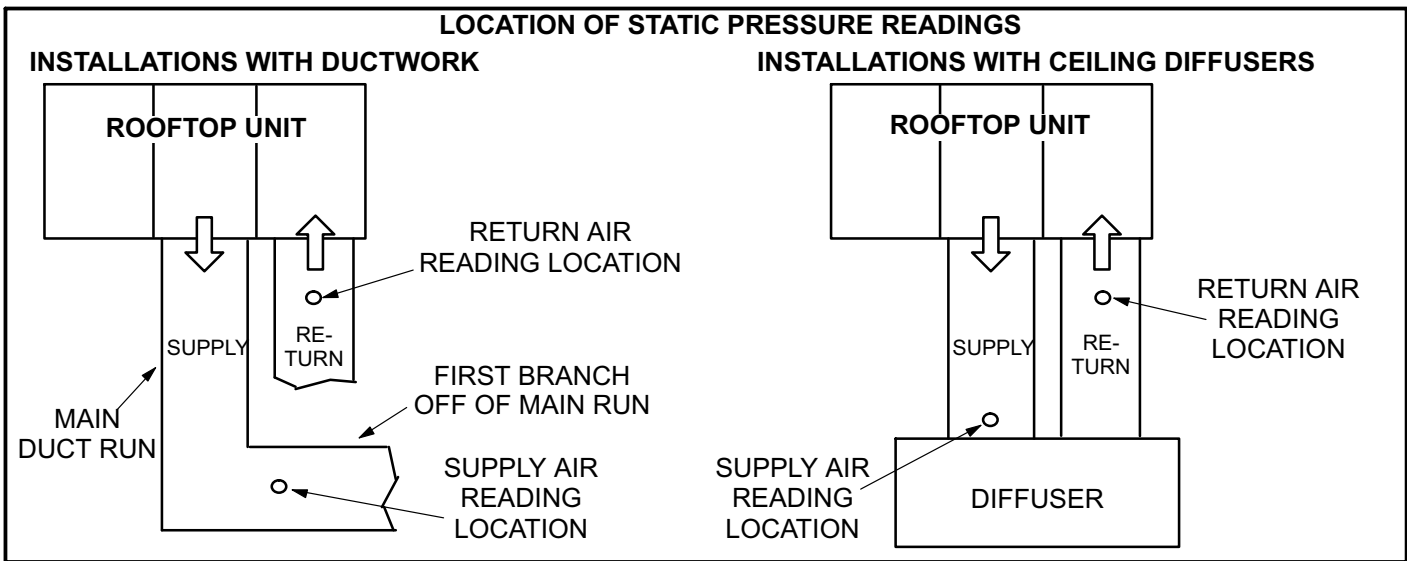 LOCATION OF STATIC PRESSURE READINGS
INSTALLATIONS WITH DUCTWORK
ROOFTOP UNIT
RETURN AIR
READING LOCATION
SUPPLY
RE-
TURN
MAIN
DUCT RUN
FIRST BRANCH
OFF OF MAIN RUN
SUPPLY AIR
READING
LOCATION
INSTALLATIONS WITH CEILING DIFFUSERS
ROOFTOP UNIT
RETURN AIR
READING
LOCATION
SUPPLY
RE-
TURN
SUPPLY AIR
READING
LOCATION
DIFFUSER